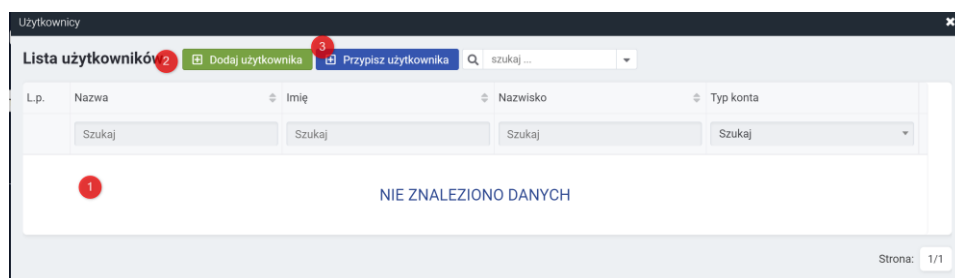 Użytkownicy
Lista użytkowników 2 Dodaj użytkownika 3 Przypisz użytkownika szukaj ...
L.p. Nazwa Imię Nazwisko Typ konta
Szukaj Szukaj Szukaj Szukaj
1 NIE ZNALEZIONO DANYCH
Strona: 1/1